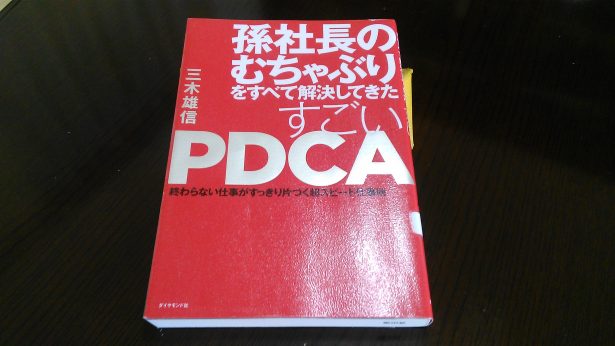 孫社長の
むちゃぶり
をすべて解決してきた
すごい
PDCA
終わらない仕事がすっきり片づく超スピード仕事術
三木雄信
ダイヤモンド社